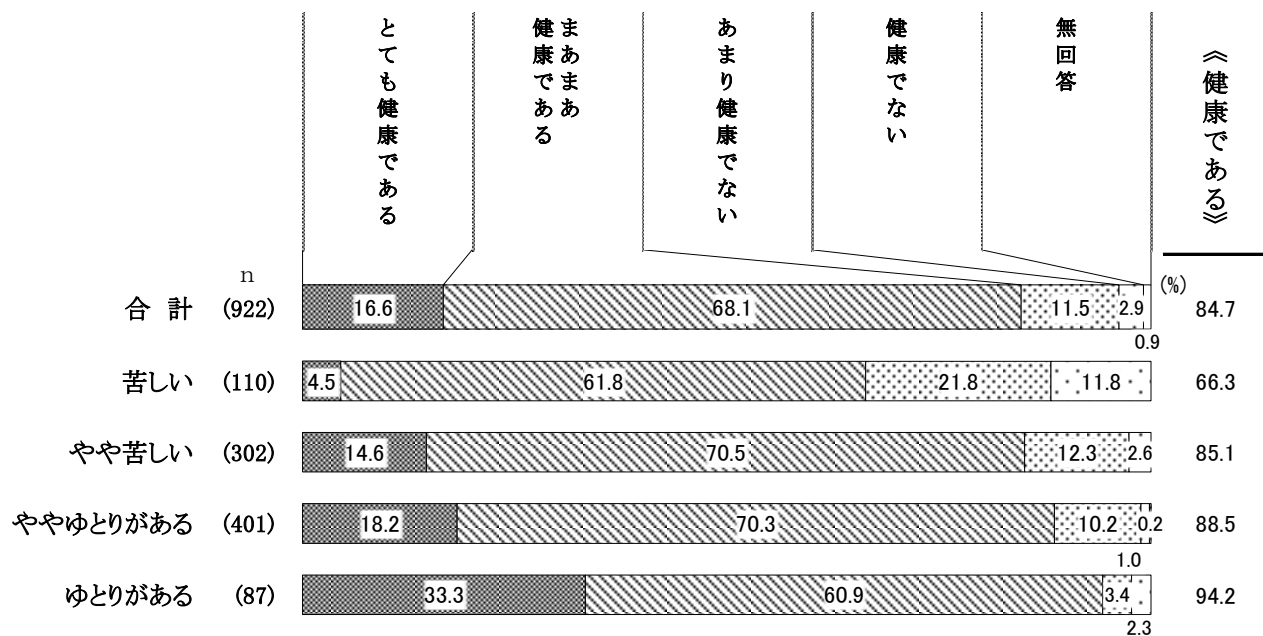 とても健康である
まあまあ
健康である
あまり健康でない
健康でない
無回答
《健康である》
n
(%)
合 計 (922) 16.6 68.1 11.5 2.9 84.7
0.9
苦しい (110) 4.5 61.8 21.8 11.8 66.3
やや苦しい (302) 14.6 70.5 12.3 2.6 85.1
ややゆとりがある (401) 18.2 70.3 10.2 0.2 88.5
1.0
ゆとりがある (87) 33.3 60.9 3.4 94.2
2.3